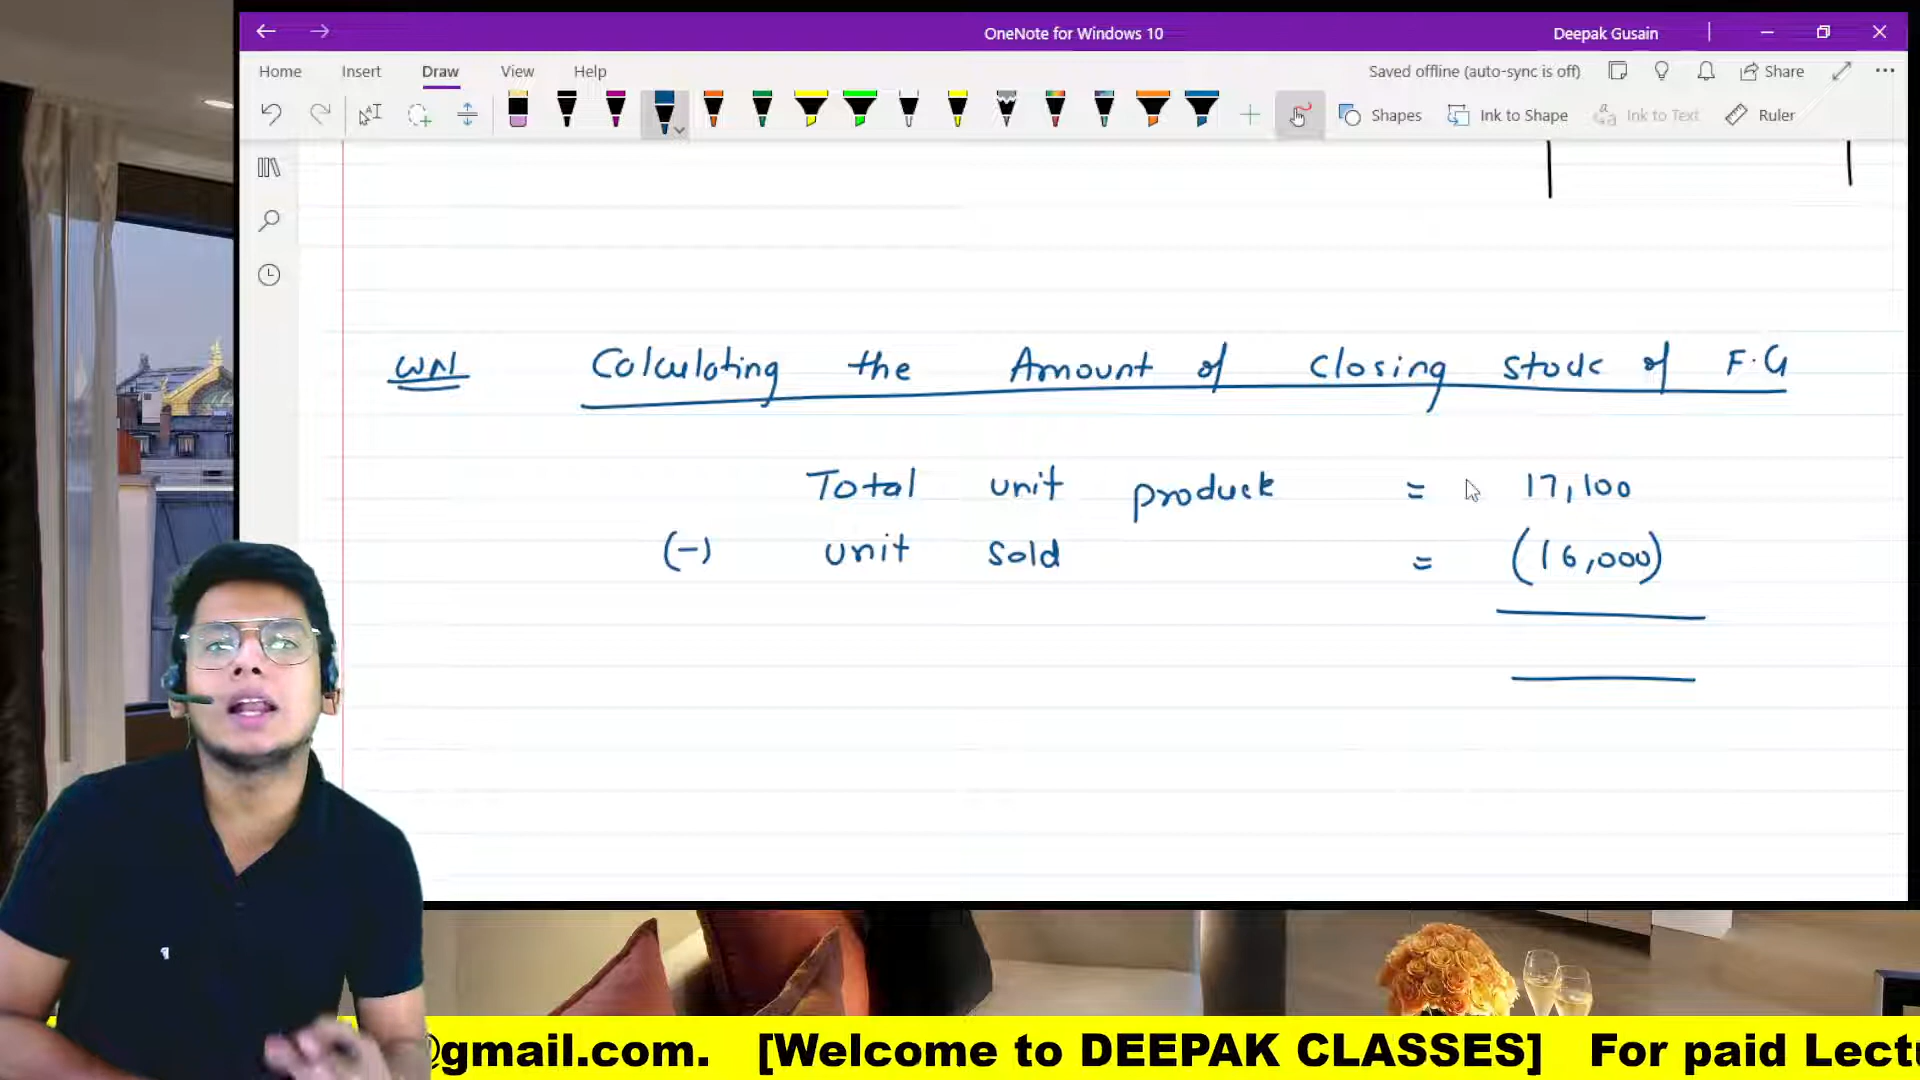 OneNote for Windows 10
Deepak Gusain
Home Insert Draw View Help
Saved offline (auto-sync is off)
Share
Shapes
Ink to Shape
Ink to Text
Ruler
WN Calculating the Amount of Closing Stock of F.G
Total unit product = 17,100
(-) unit sold = (16,000)
@gmail.com. [Welcome to DEEPAK CLASSES] For paid Lectu